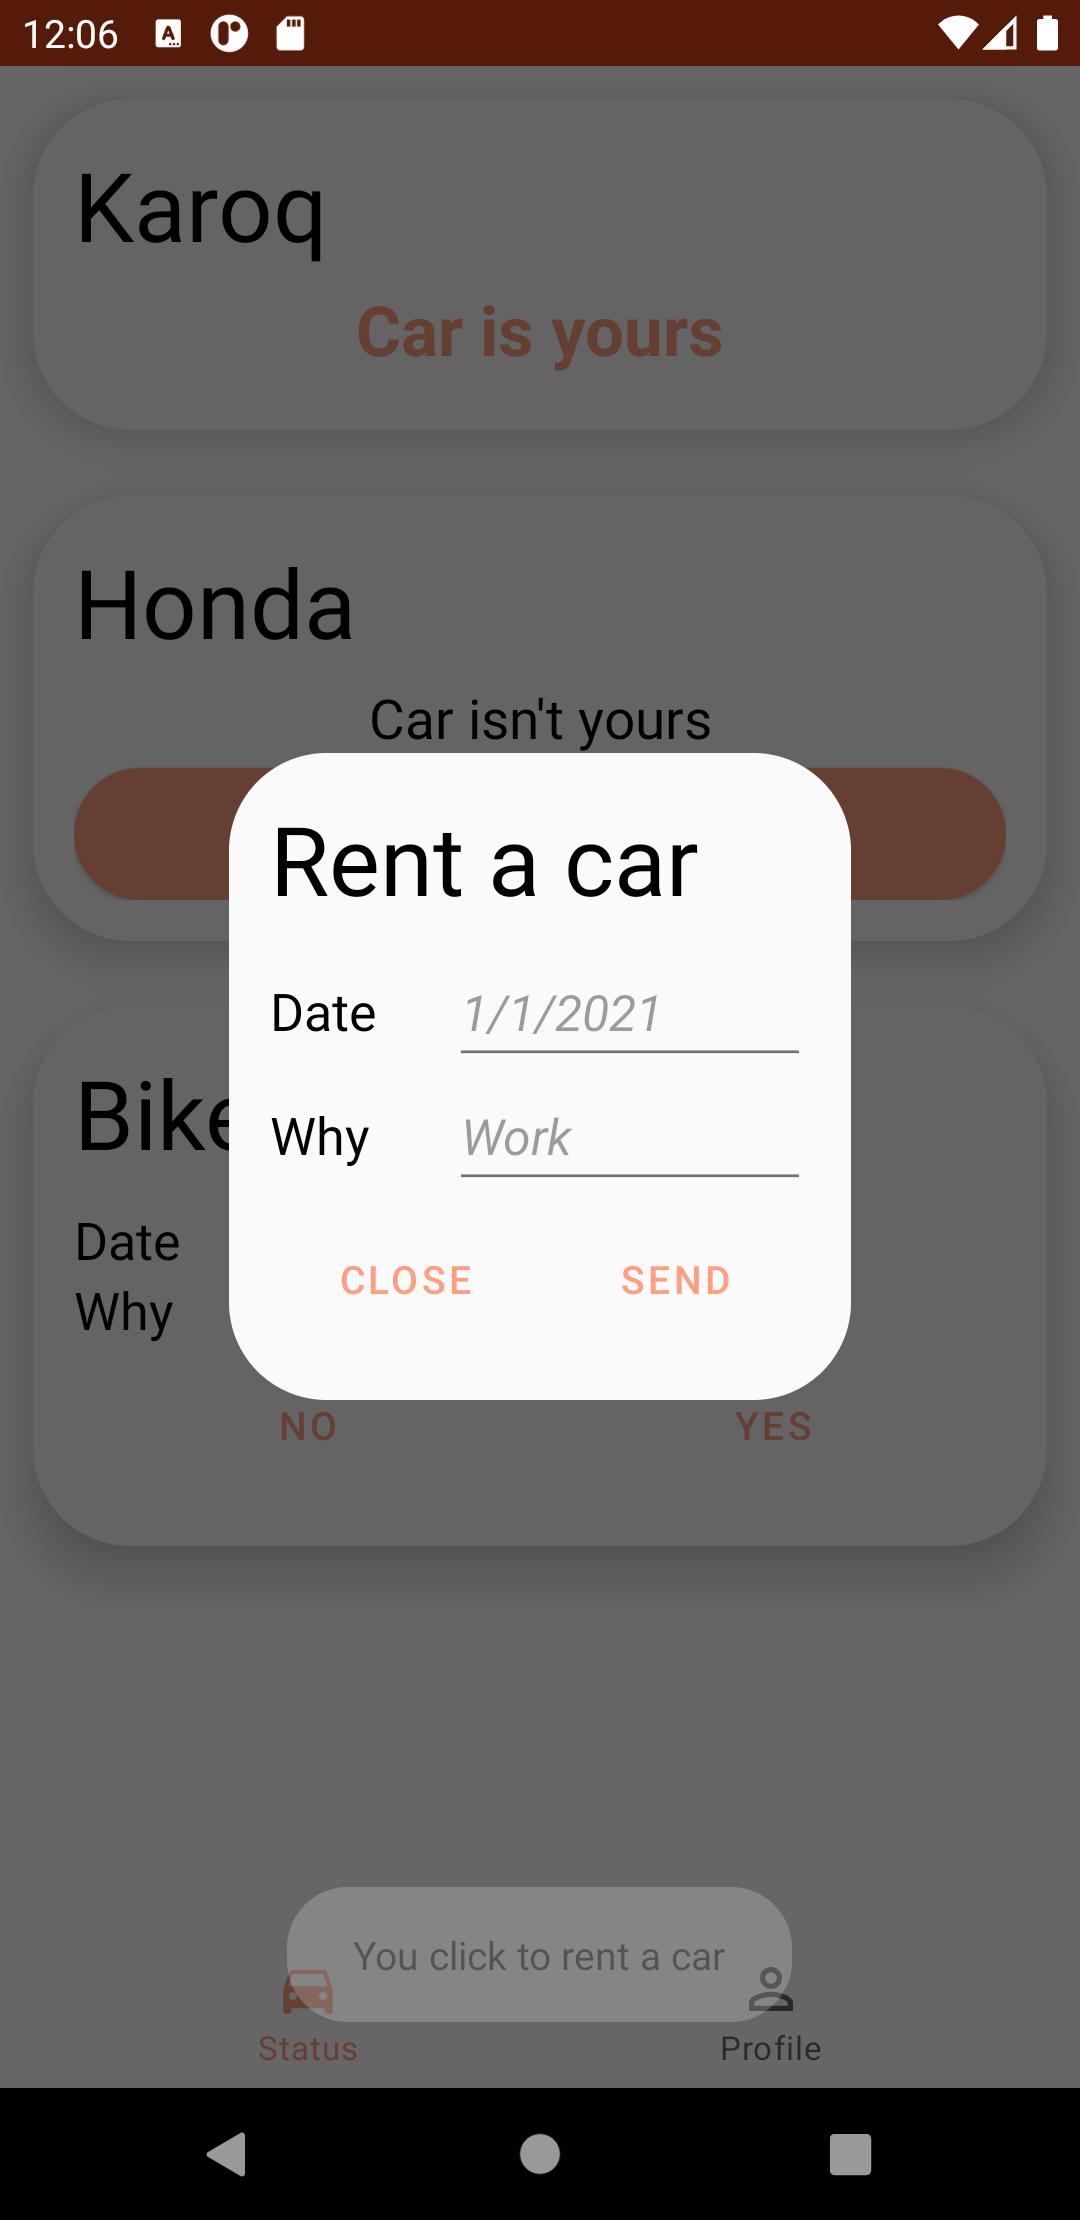 12:06
Karoq
Car is yours
Honda
Car isn't yours
Rent a car
Date 1/1/2021
Why Work
CLOSE SEND
Bike
Date
Why
NO YES
You click to rent a car
Status Profile